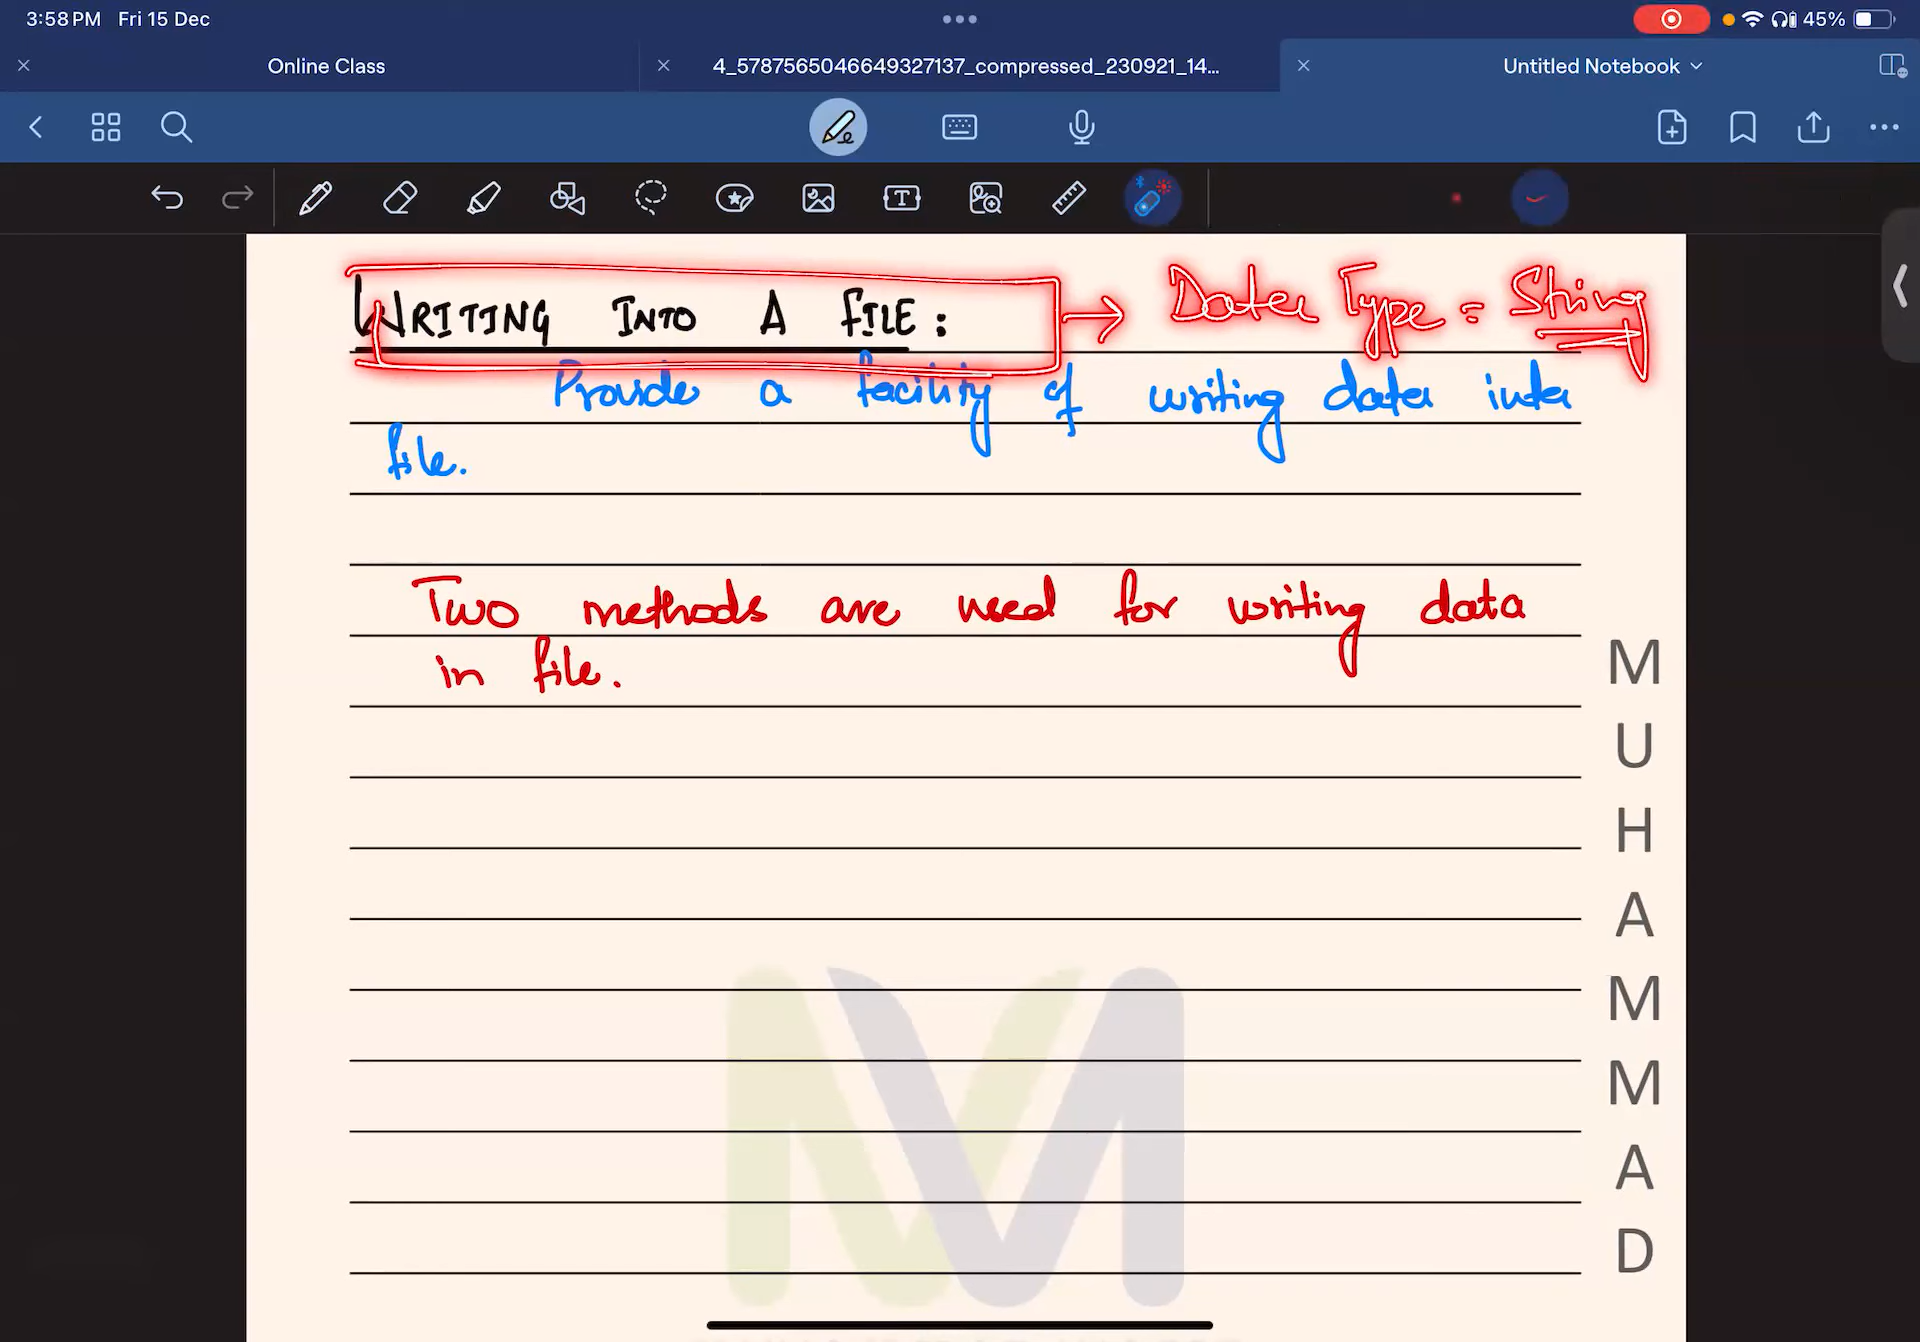 3:58 PM Fri 15 Dec 45%
Online Class
4_5787565046649327137_compressed_230921_14...
Untitled Notebook
WRITING INTO A FILE: → Data Type = String
Provide a facility of writing data into
file.
Two methods are used for writing data
in file.
M
U
H
A
M
M
A
D